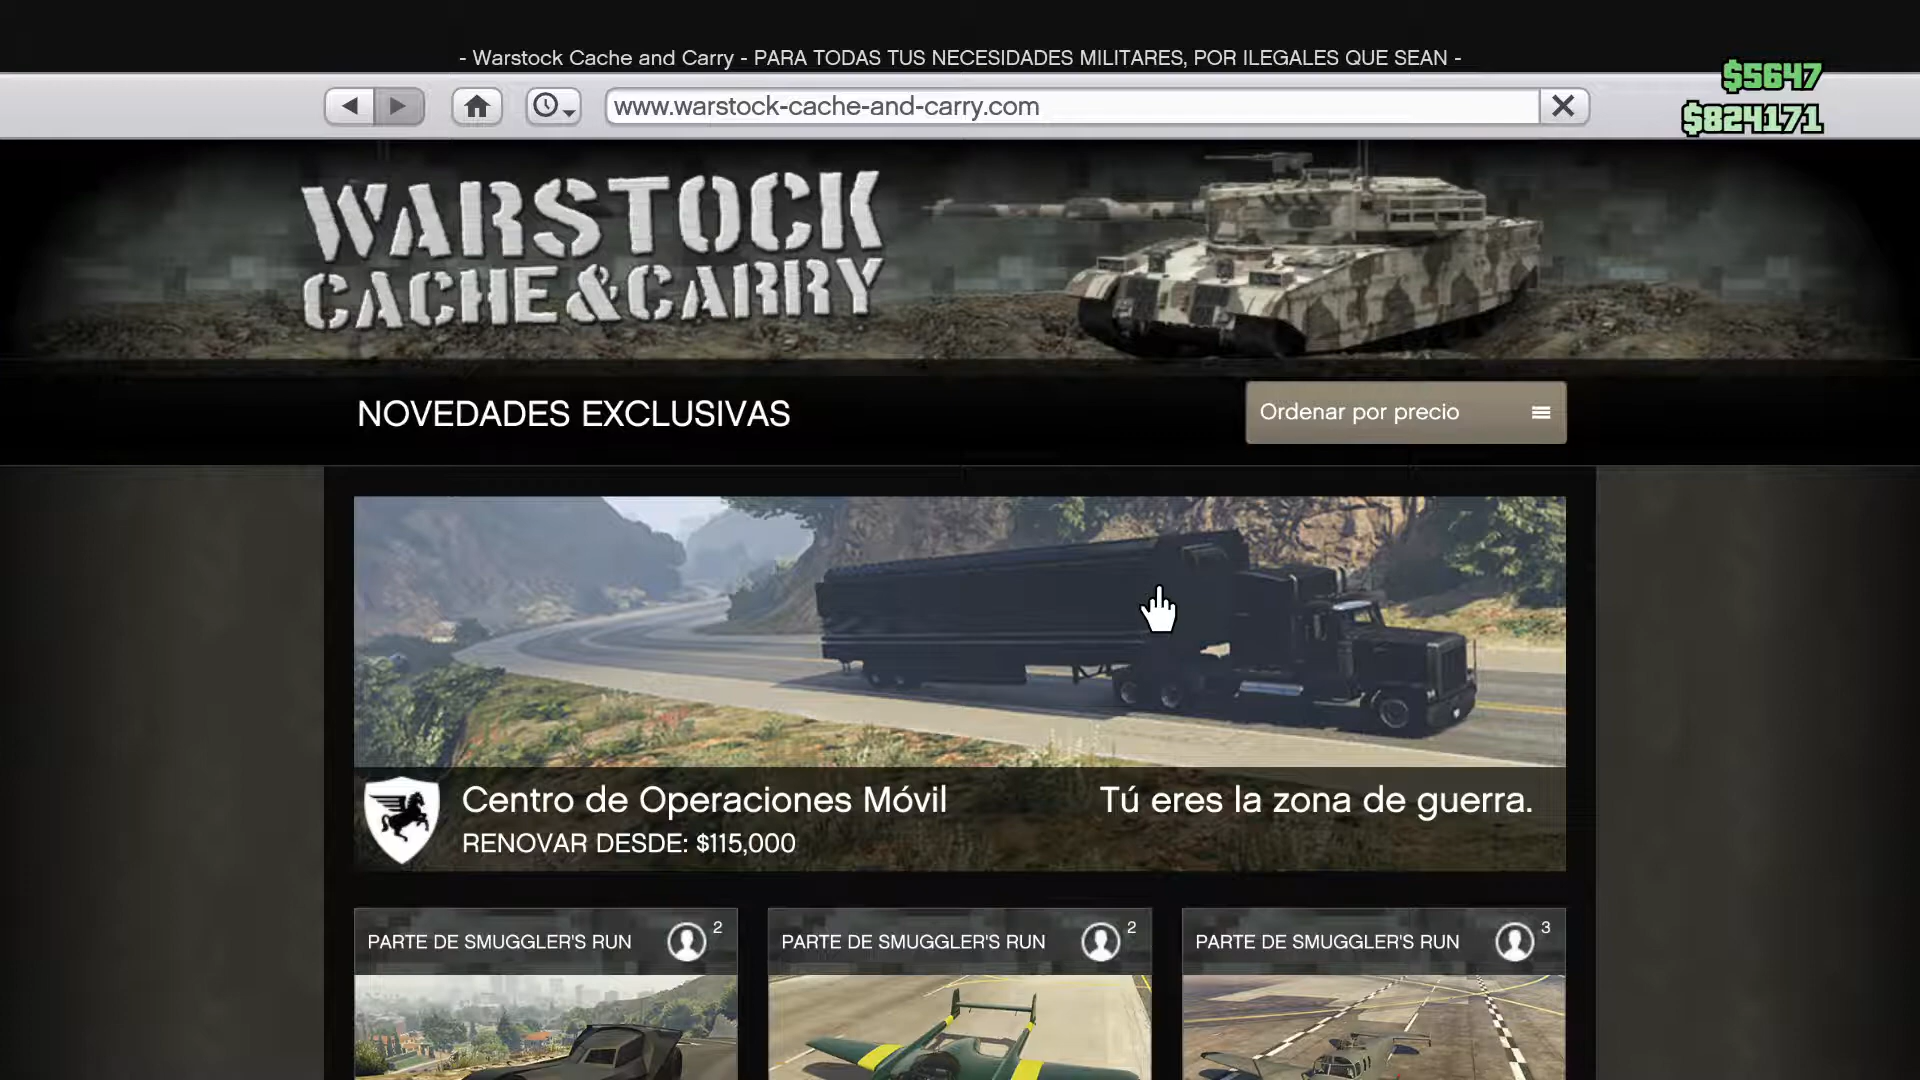 - Warstock Cache and Carry - PARA TODAS TUS NECESIDADES MILITARES, POR ILEGALES QUE SEAN -
$5647
www.warstock-cache-and-carry.com
$824171
WARSTOCK
CACHE & CARRY
NOVEDADES EXCLUSIVAS
Ordenar por precio
Centro de Operaciones Móvil
Tú eres la zona de guerra.
RENOVAR DESDE: $115,000
PARTE DE SMUGGLER'S RUN 2
PARTE DE SMUGGLER'S RUN 2
PARTE DE SMUGGLER'S RUN 3